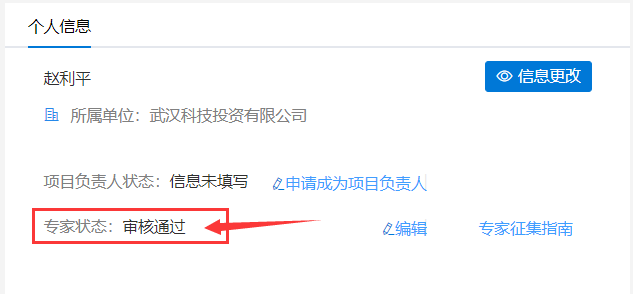 个人信息
赵利平 信息更改
所属单位：武汉科技投资有限公司
项目负责人状态：信息未填写 申请成为项目负责人
专家状态：审核通过 编辑 专家征集指南